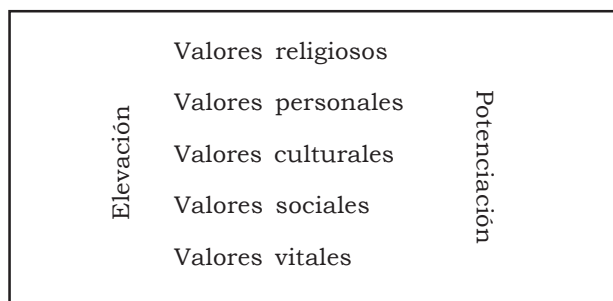 Elevación
Valores religiosos
Valores personales
Valores culturales
Valores sociales
Valores vitales
Potenciación